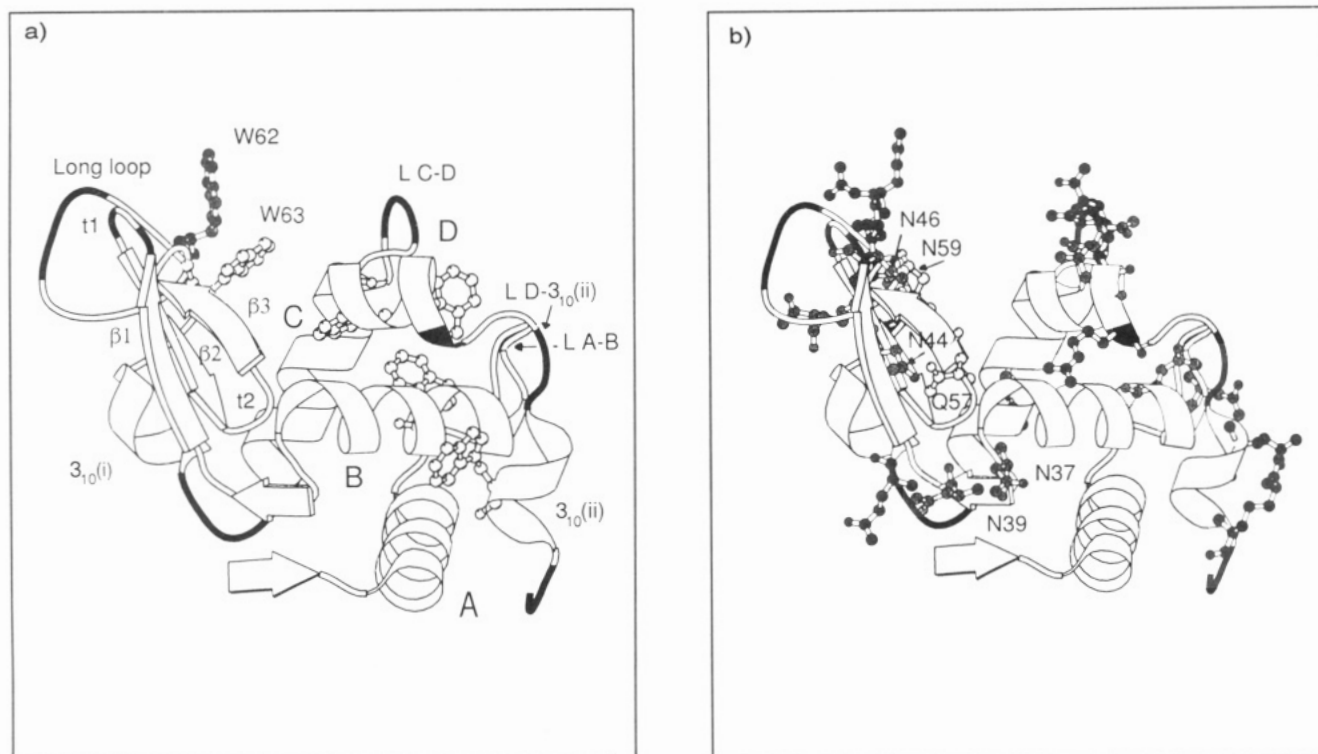 a)
W62
Long loop
L C-D
W63
t1
D
β3
L D-3₁₀(ii)
C
β1
L A-B
β2
t2
3₁₀(i)
B
3₁₀(ii)
A
b)
N46
N59
N44
Q57
N37
N39